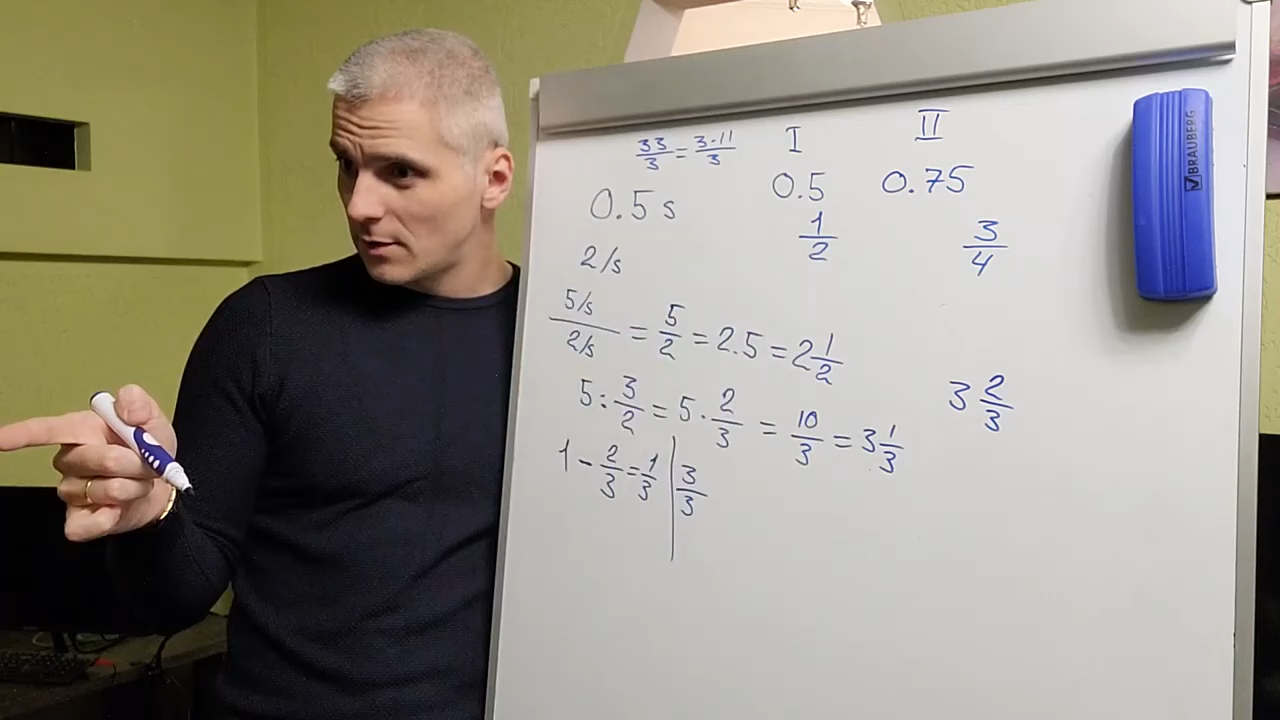 33/3 = 3·11/3
I II
0.5 s 0.5 0.75
2/s 1/2 3/4
5/s / 2/s = 5/2 = 2.5 = 2 1/2
5 : 3/2 = 5 · 2/3 = 10/3 = 3 1/3
3 2/3
1 - 2/3 = 1/3 | 3/3
BRAUBERG